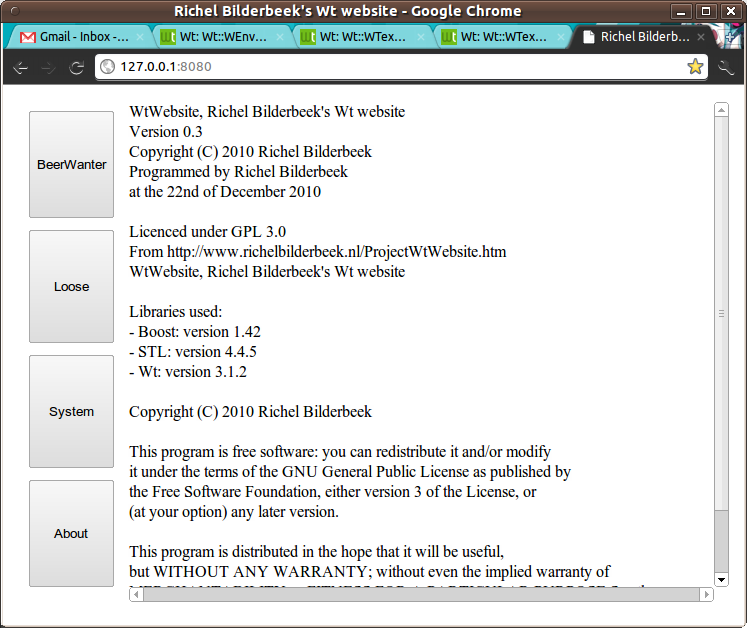 Richel Bilderbeek's Wt website - Google Chrome
Gmail - Inbox -...
Wt: Wt::WEnv...
Wt: Wt::WTex...
Wt: Wt::WTex...
Richel Bilderb...
127.0.0.1:8080
BeerWanter
Loose
System
About
WtWebsite, Richel Bilderbeek's Wt website
Version 0.3
Copyright (C) 2010 Richel Bilderbeek
Programmed by Richel Bilderbeek
at the 22nd of December 2010
Licenced under GPL 3.0
From http://www.richelbilderbeek.nl/ProjectWtWebsite.htm
WtWebsite, Richel Bilderbeek's Wt website
Libraries used:
- Boost: version 1.42
- STL: version 4.4.5
- Wt: version 3.1.2
Copyright (C) 2010 Richel Bilderbeek
This program is free software: you can redistribute it and/or modify
it under the terms of the GNU General Public License as published by
the Free Software Foundation, either version 3 of the License, or
(at your option) any later version.
This program is distributed in the hope that it will be useful,
but WITHOUT ANY WARRANTY; without even the implied warranty of